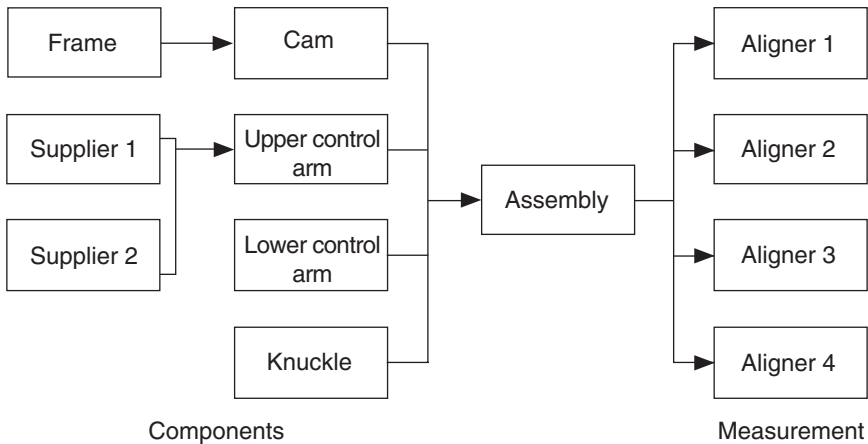 Frame
Cam
Aligner 1
Supplier 1
Upper control
arm
Aligner 2
Assembly
Supplier 2
Lower control
arm
Aligner 3
Knuckle
Aligner 4
Components
Measurement